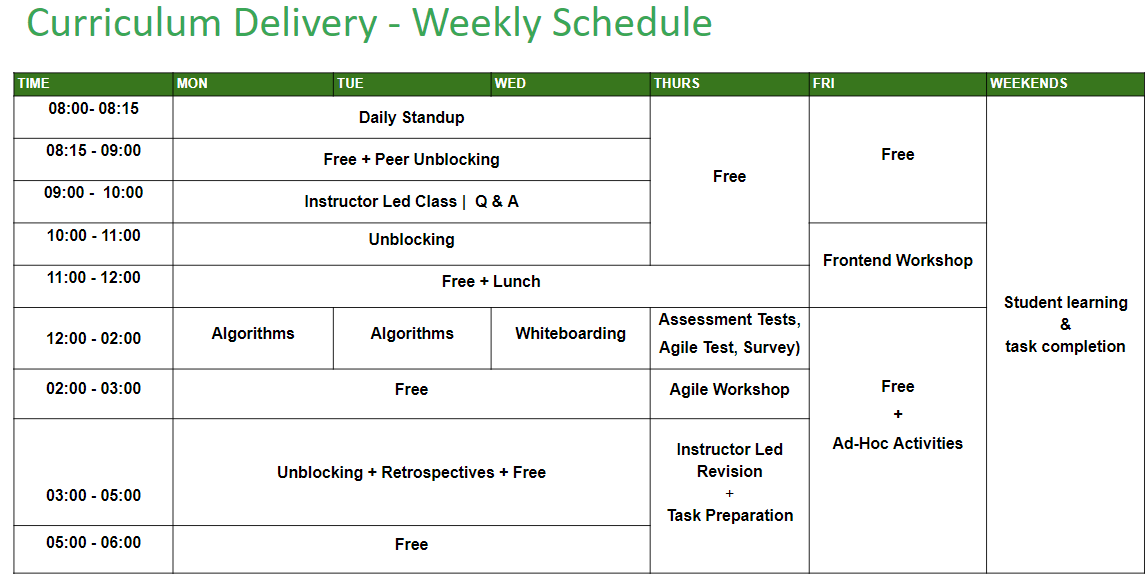 Curriculum Delivery - Weekly Schedule
TIME MON TUE WED THURS FRI WEEKENDS
08:00- 08:15
Daily Standup
08:15 - 09:00
Free + Peer Unblocking
Free
Free
09:00 -  10:00
Instructor Led Class |  Q & A
10:00 - 11:00
Unblocking
Frontend Workshop
11:00 - 12:00
Free + Lunch
Student learning
&
task completion
12:00 - 02:00
Algorithms
Algorithms
Whiteboarding
Assessment Tests,
Agile Test, Survey)
02:00 - 03:00
Free
Agile Workshop
Free
+
Ad-Hoc Activities
03:00 - 05:00
Unblocking + Retrospectives + Free
Instructor Led
Revision
+
Task Preparation
05:00 - 06:00
Free